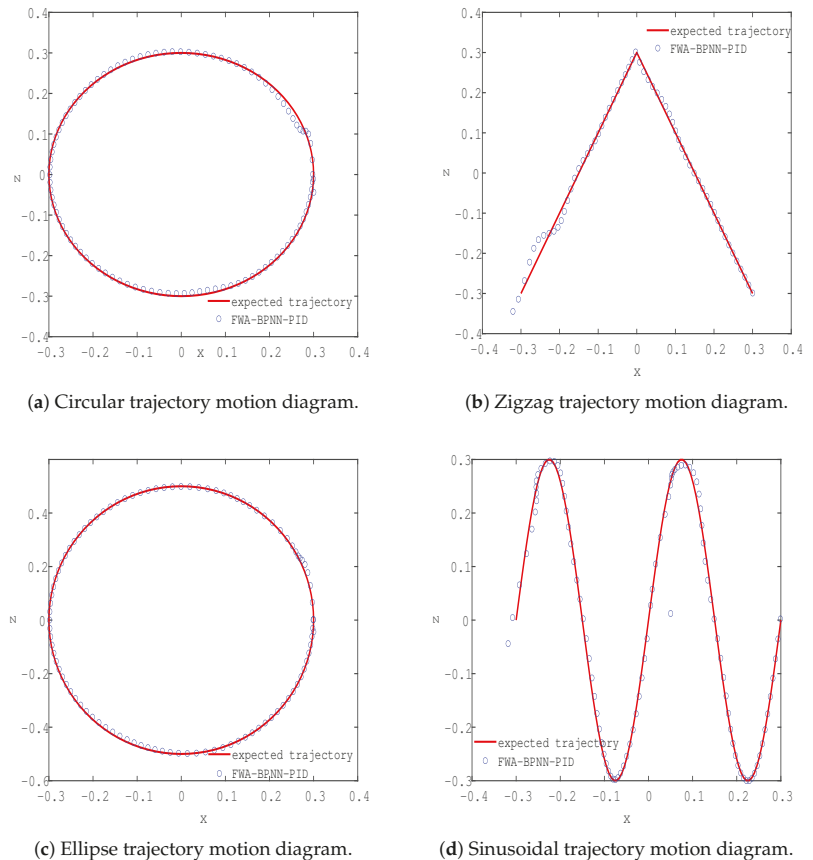 0.4
0.3
0.2
0.1
z
0
-0.1
-0.2
-0.3
-0.4
expected trajectory
FWA-BPNN-PID
-0.3 -0.2 -0.1 0 x 0.1 0.2 0.3 0.4
(a) Circular trajectory motion diagram.
0.4
0.3
0.2
0.1
z
0
-0.1
-0.2
-0.3
-0.4
expected trajectory
FWA-BPNN-PID
-0.4 -0.3 -0.2 -0.1 0 0.1 0.2 0.3 0.4
X
(b) Zigzag trajectory motion diagram.
0.4
0.2
z
0
-0.2
-0.4
-0.6
expected trajectory
FWA-BPNN-PID
-0.3 -0.2 -0.1 0 0.1 0.2 0.3 0.4
X
(c) Ellipse trajectory motion diagram.
0.3
0.2
0.1
z
0
-0.1
-0.2
-0.3
expected trajectory
FWA-BPNN-PID
-0.4 -0.3 -0.2 -0.1 0 0.1 0.2 0.3
X
(d) Sinusoidal trajectory motion diagram.